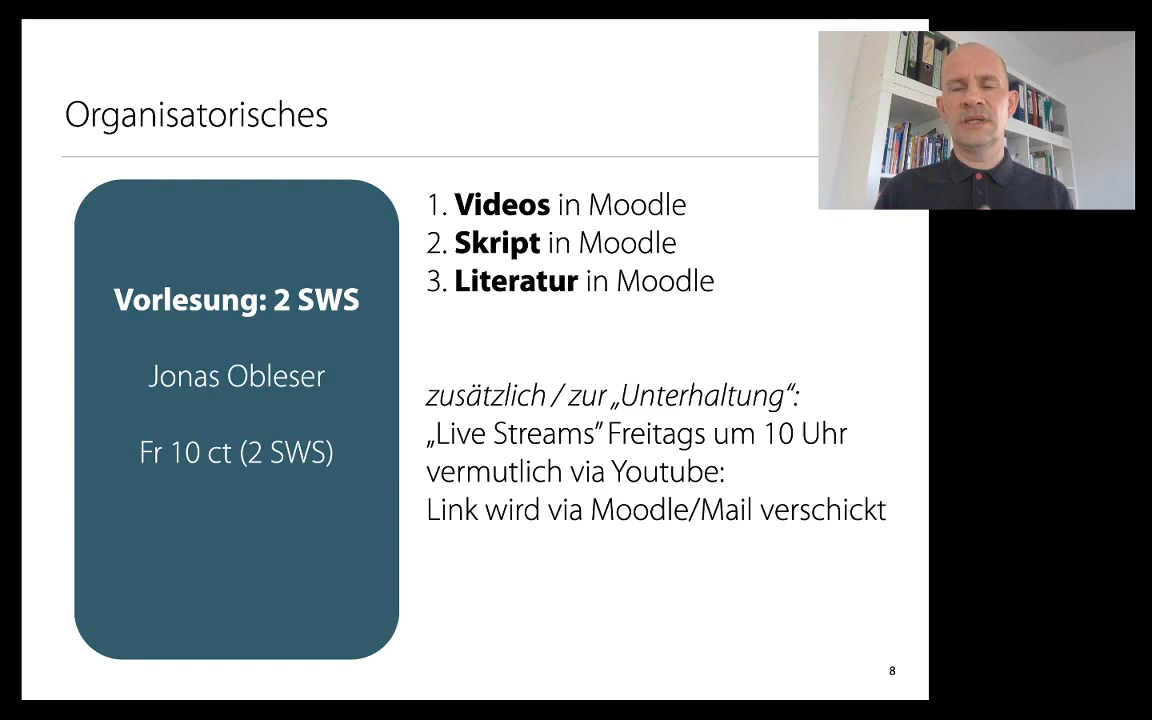 Organisatorisches
Vorlesung: 2 SWS
Jonas Obleser
Fr 10 ct (2 SWS)
1. Videos in Moodle
2. Skript in Moodle
3. Literatur in Moodle
zusätzlich / zur „Unterhaltung“:
„Live Streams” Freitags um 10 Uhr
vermutlich via Youtube:
Link wird via Moodle/Mail verschickt
8